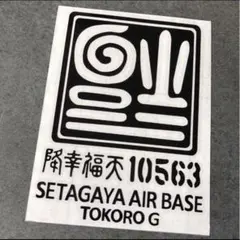 降幸福天 10563
SETAGAYA AIR BASE
TOKORO G